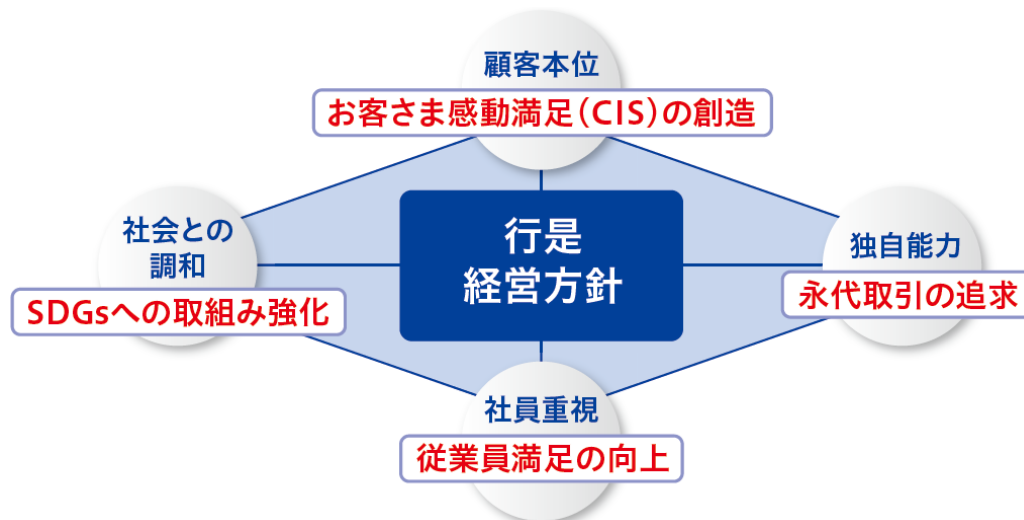 顧客本位
お客さま感動満足(CIS)の創造
行是
経営方針
社会との
調和
SDGsへの取組み強化
独自能力
永代取引の追求
社員重視
従業員満足の向上